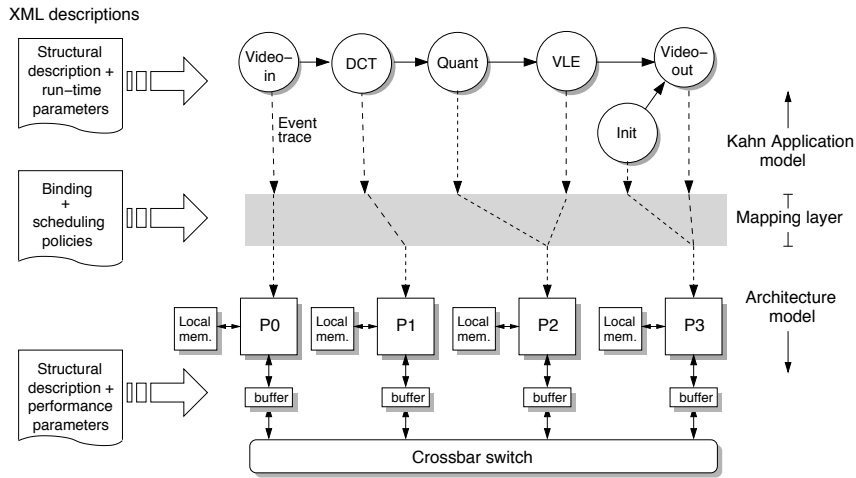 XML descriptions
Structural
description +
run−time
parameters
Video−
in
DCT
Quant
VLE
Video−
out
Init
Event
trace
Kahn Application
model
Binding
+
scheduling
policies
Mapping layer
Architecture
model
Local
mem.
P0
Local
mem.
P1
Local
mem.
P2
Local
mem.
P3
Structural
description +
performance
parameters
buffer
buffer
buffer
buffer
Crossbar switch